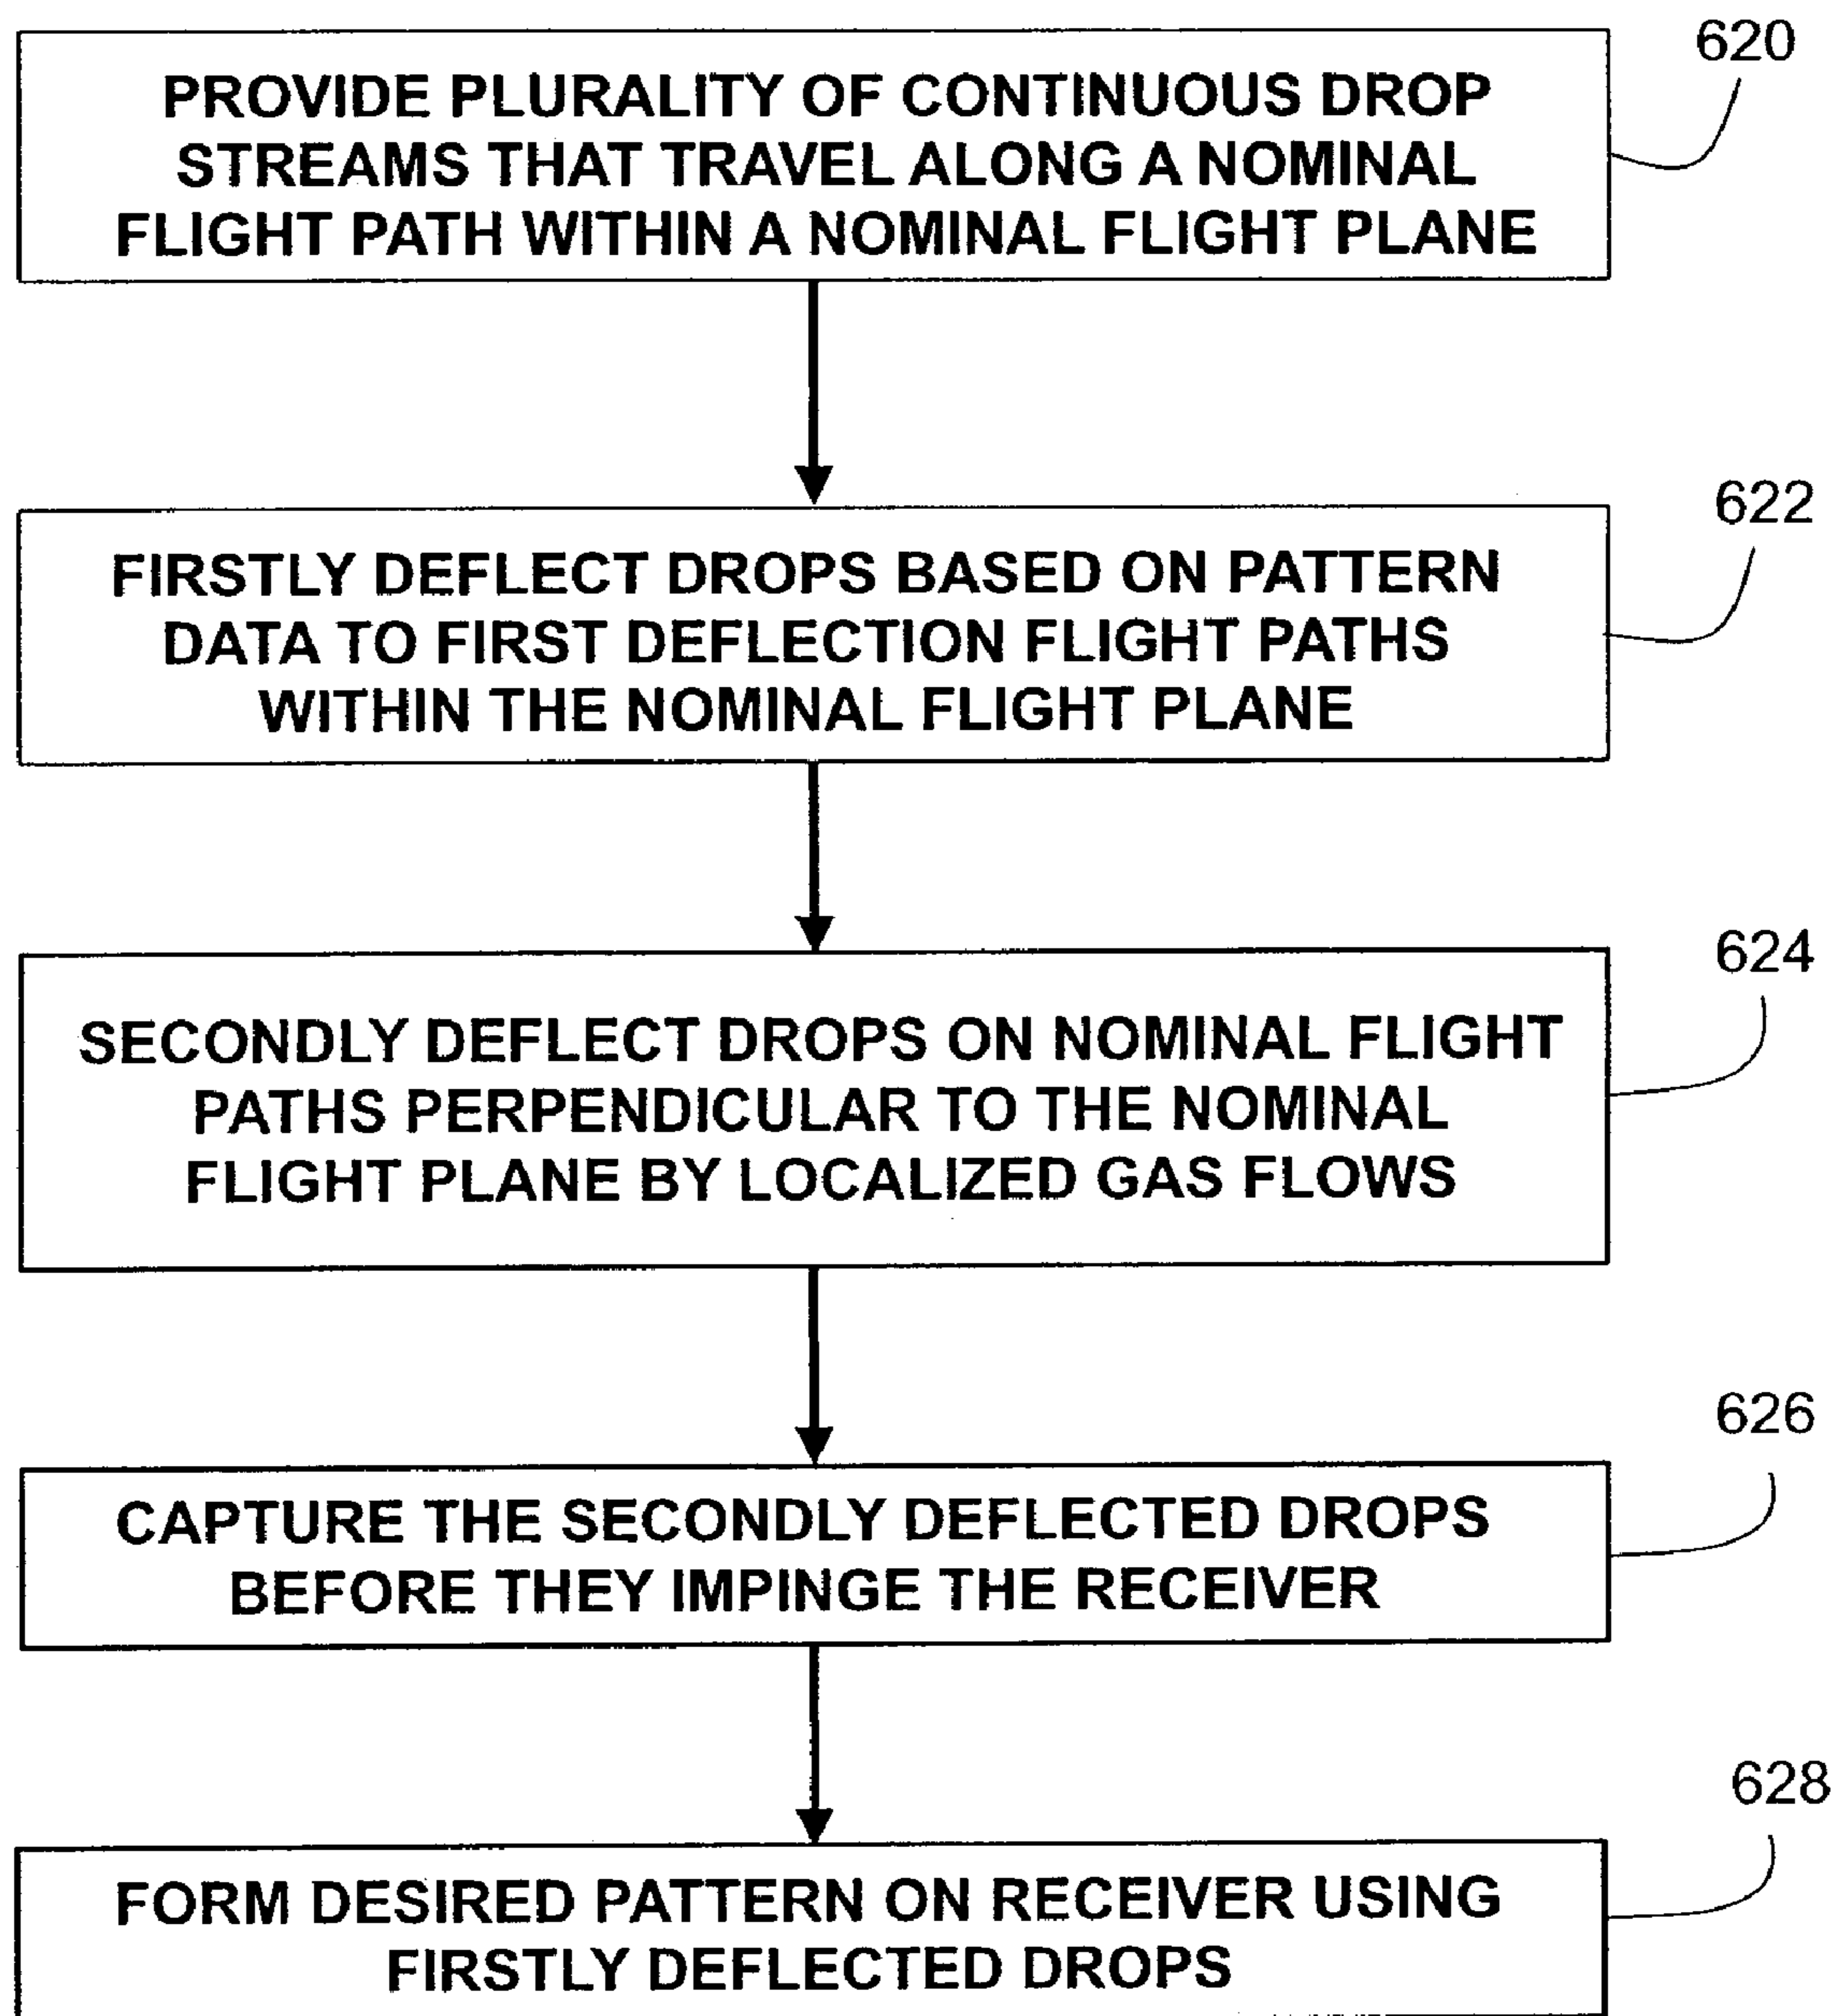 620
PROVIDE PLURALITY OF CONTINUOUS DROP
STREAMS THAT TRAVEL ALONG A NOMINAL
FLIGHT PATH WITHIN A NOMINAL FLIGHT PLANE
622
FIRSTLY DEFLECT DROPS BASED ON PATTERN
DATA TO FIRST DEFLECTION FLIGHT PATHS
WITHIN THE NOMINAL FLIGHT PLANE
624
SECONDLY DEFLECT DROPS ON NOMINAL FLIGHT
PATHS PERPENDICULAR TO THE NOMINAL
FLIGHT PLANE BY LOCALIZED GAS FLOWS
626
CAPTURE THE SECONDLY DEFLECTED DROPS
BEFORE THEY IMPINGE THE RECEIVER
628
FORM DESIRED PATTERN ON RECEIVER USING
FIRSTLY DEFLECTED DROPS